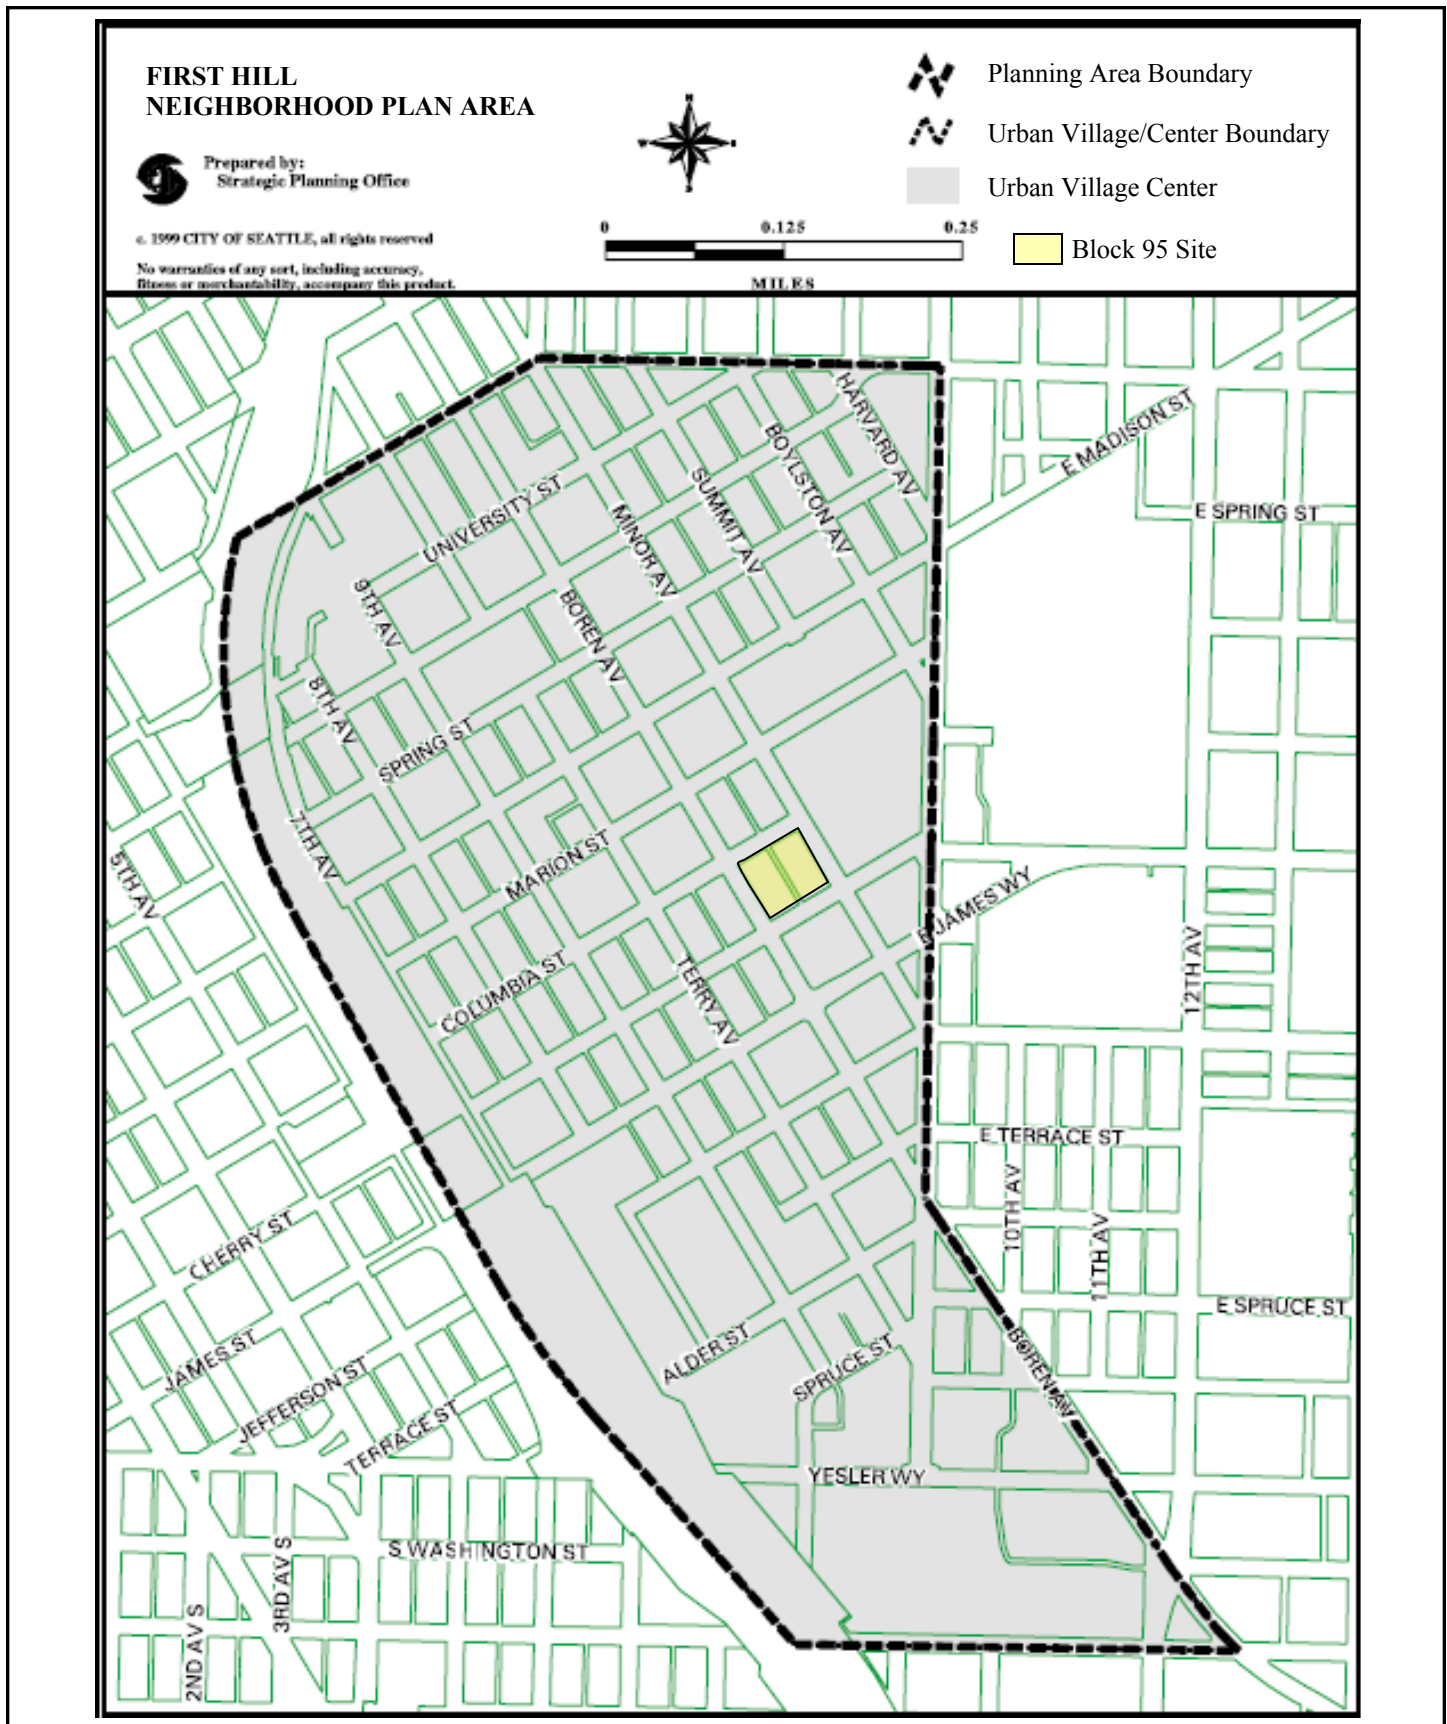 FIRST HILL
NEIGHBORHOOD PLAN AREA
Prepared by:
Strategic Planning Office
c. 1999 CITY OF SEATTLE, all rights reserved
No warranties of any sort, including accuracy,
fitness or merchantability, accompany this product.
N
S
0 0.125 0.25
MILES
Planning Area Boundary
Urban Village/Center Boundary
Urban Village Center
Block 95 Site
HARVARD AV
E MADISON ST
BOYLSTON AV
SUMMIT AV
UNIVERSITY ST
MINOR AV
E SPRING ST
9TH AV
BOREN AV
8TH AV
SPRING ST
7TH AV
MARION ST
5TH AV
E JAMES WY
12TH AV
COLUMBIA ST
TERRY AV
E TERRACE ST
10TH AV
11TH AV
CHERRY ST
E SPRUCE ST
JAMES ST
ALDER ST
SPRUCE ST
BOREN AV
JEFFERSON ST
TERRACE ST
YESLER WY
S WASHINGTON ST
3RD AV S
2ND AV S